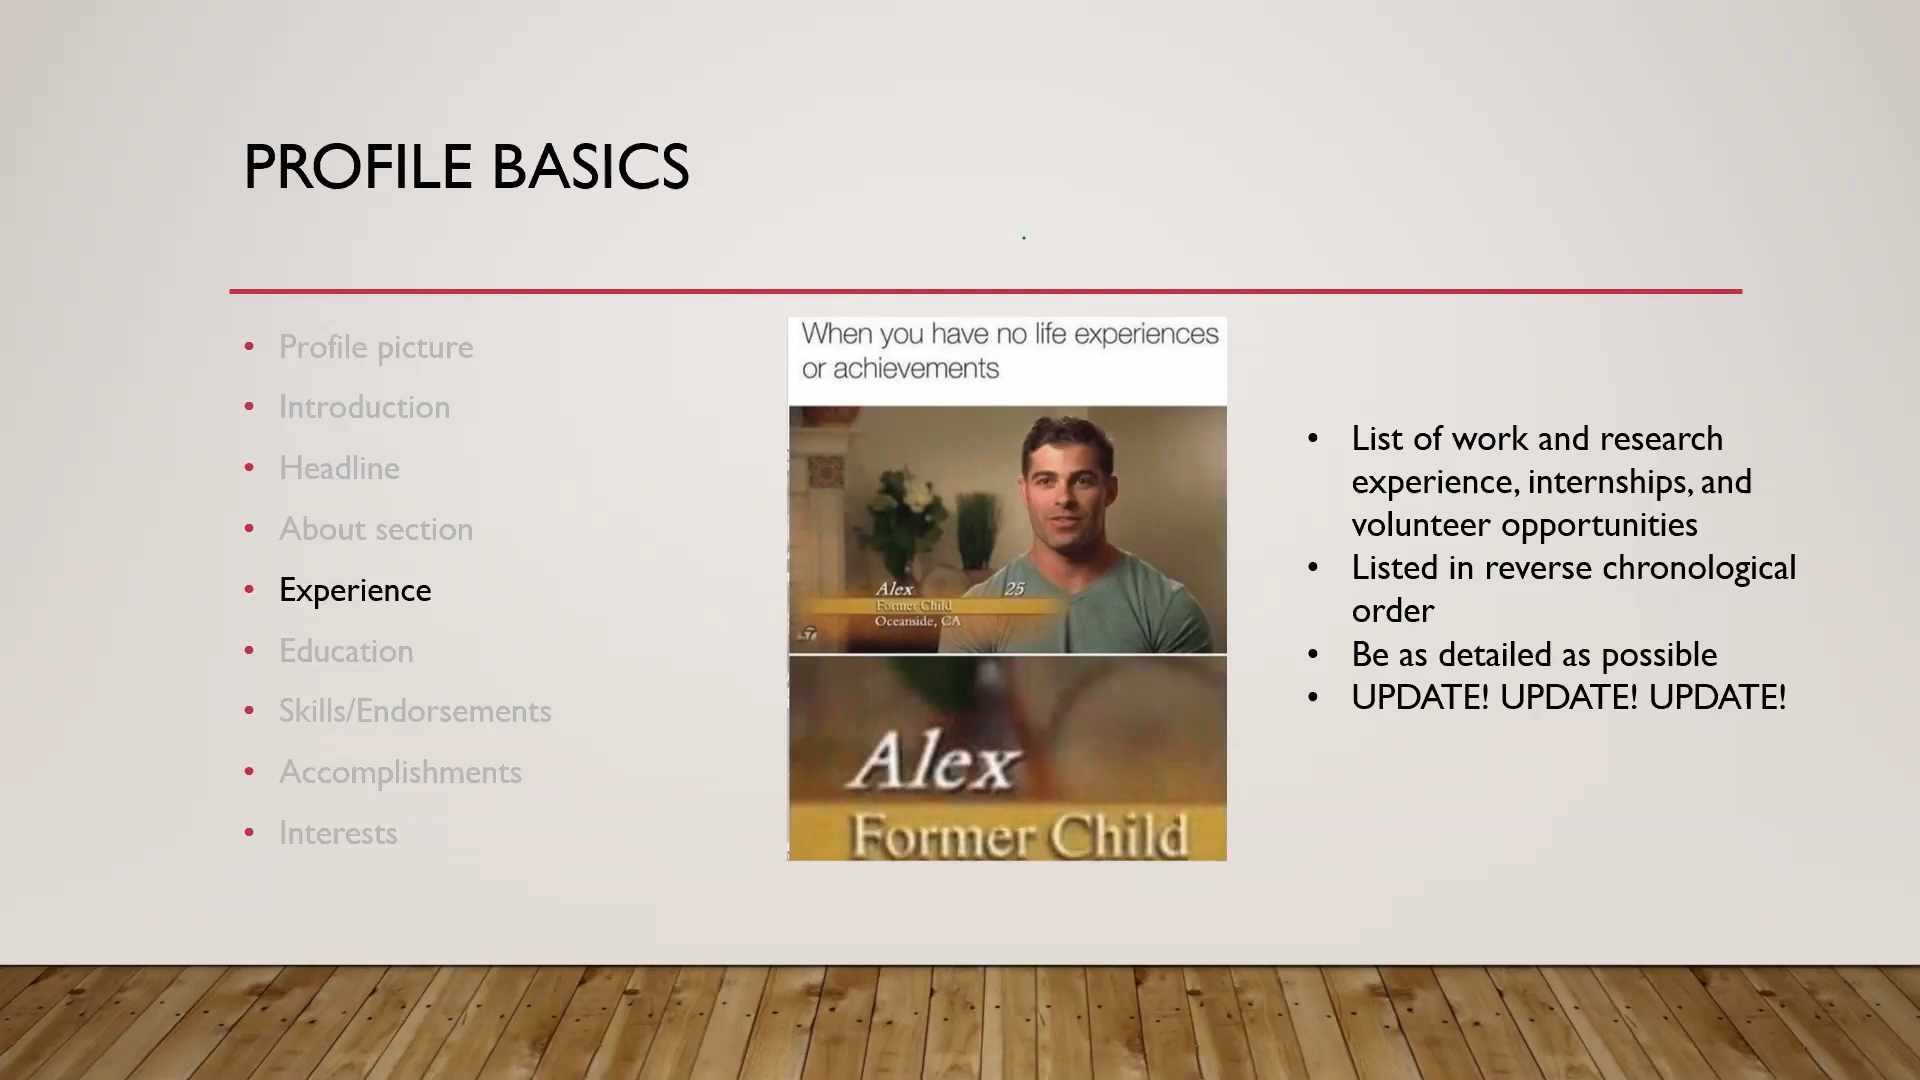 PROFILE BASICS
• Profile picture
• Introduction
• Headline
• About section
• Experience
• Education
• Skills/Endorsements
• Accomplishments
• Interests
When you have no life experiences
or achievements
Alex 25
Former Child
Oceanside, CA
Alex
Former Child
• List of work and research
experience, internships, and
volunteer opportunities
• Listed in reverse chronological
order
• Be as detailed as possible
• UPDATE! UPDATE! UPDATE!